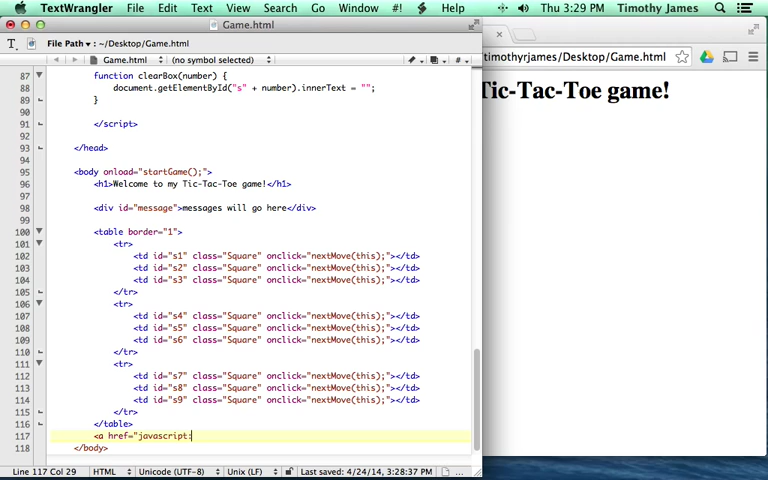 TextWrangler File Edit Text View Search Go Window #! Help Thu 3:29 PM Timothy James
Game.html
File Path : ~/Desktop/Game.html
Game.html (no symbol selected)
87 function clearBox(number) {
88 document.getElementById("s" + number).innerText = "";
89 }
90
91 </script>
92
93 </head>
94
95 <body onload="startGame();">
96 <h1>Welcome to my Tic-Tac-Toe game!</h1>
97
98 <div id="message">messages will go here</div>
99
100 <table border="1">
101 <tr>
102 <td id="s1" class="Square" onclick="nextMove(this);"></td>
103 <td id="s2" class="Square" onclick="nextMove(this);"></td>
104 <td id="s3" class="Square" onclick="nextMove(this);"></td>
105 </tr>
106 <tr>
107 <td id="s4" class="Square" onclick="nextMove(this);"></td>
108 <td id="s5" class="Square" onclick="nextMove(this);"></td>
109 <td id="s6" class="Square" onclick="nextMove(this);"></td>
110 </tr>
111 <tr>
112 <td id="s7" class="Square" onclick="nextMove(this);"></td>
113 <td id="s8" class="Square" onclick="nextMove(this);"></td>
114 <td id="s9" class="Square" onclick="nextMove(this);"></td>
115 </tr>
116 </table>
117 <a href="javascript:
118 </body>
Line 117 Col 29 HTML Unicode (UTF-8) Unix (LF) Last saved: 4/24/14, 3:28:37 PM
timothyrjames/Desktop/Game.html
Tic-Tac-Toe game!